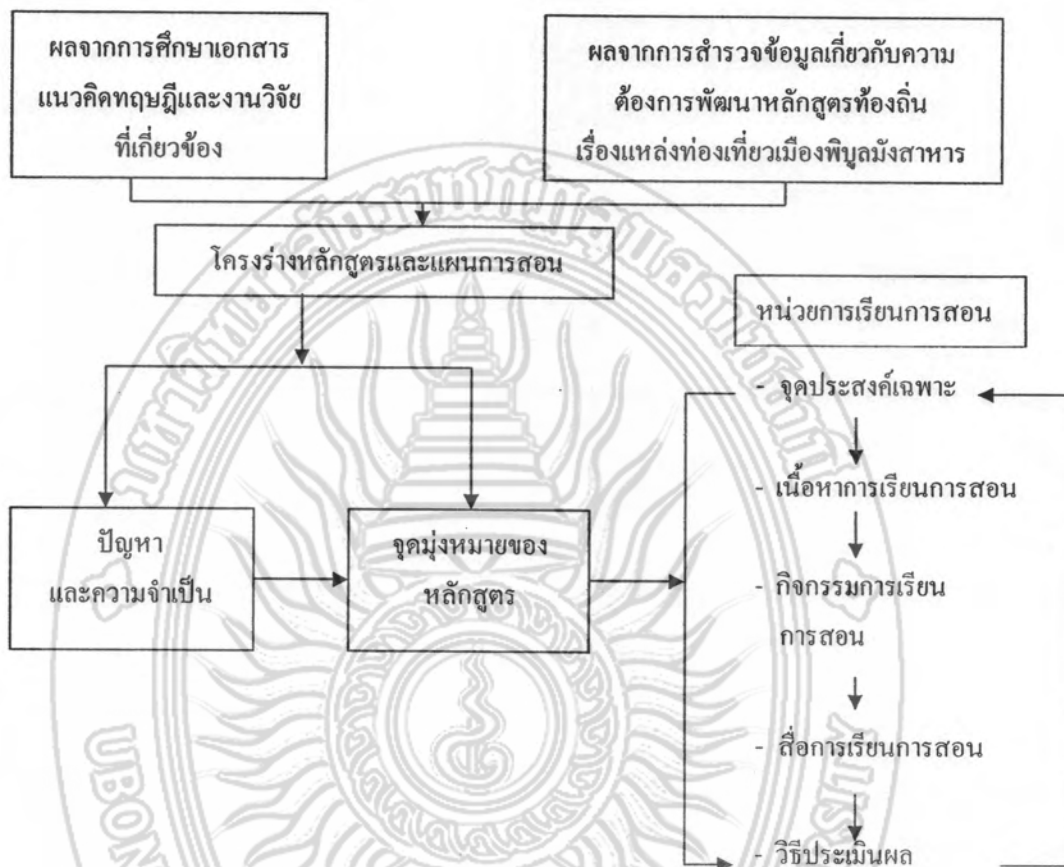 ผลจากการศึกษาเอกสาร
แนวคิดทฤษฎีและงานวิจัย
ที่เกี่ยวข้อง
ผลจากการสำรวจข้อมูลเกี่ยวกับความ
ต้องการพัฒนาหลักสูตรท้องถิ่น
เรื่องแหล่งท่องเที่ยวเมืองพิบูลมังสาหาร
โครงร่างหลักสูตรและแผนการสอน
ปัญหา
และความจำเป็น
จุดมุ่งหมายของ
หลักสูตร
หน่วยการเรียนการสอน
- จุดประสงค์เฉพาะ
- เนื้อหาการเรียนการสอน
- กิจกรรมการเรียน
การสอน
- สื่อการเรียนการสอน
- วิธีประเมินผล
UBON